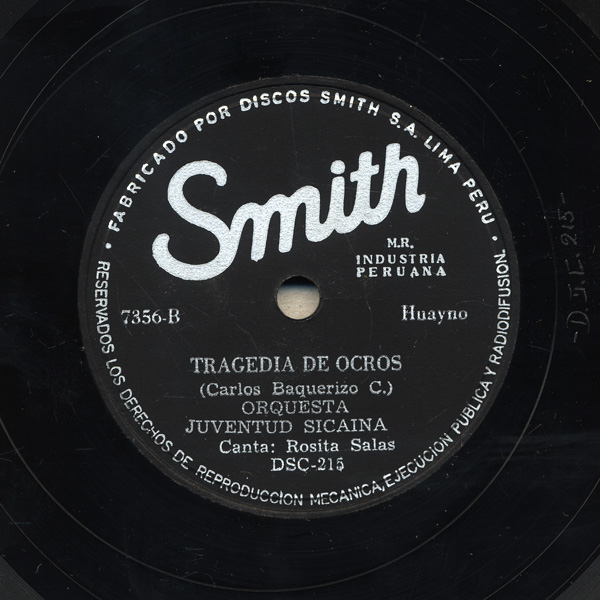 • FABRICADO POR DISCOS SMITH S.A. LIMA PERU •
Smith
M.R.
INDUSTRIA
PERUANA
7356-B
Huayno
TRAGEDIA DE OCROS
(Carlos Baquerizo C.)
ORQUESTA
JUVENTUD SICAINA
Canta: Rosita Salas
DSC-215
RESERVADOS LOS DERECHOS DE REPRODUCCION MECANICA, EJECUCION PUBLICA Y RADIODIFUSION.